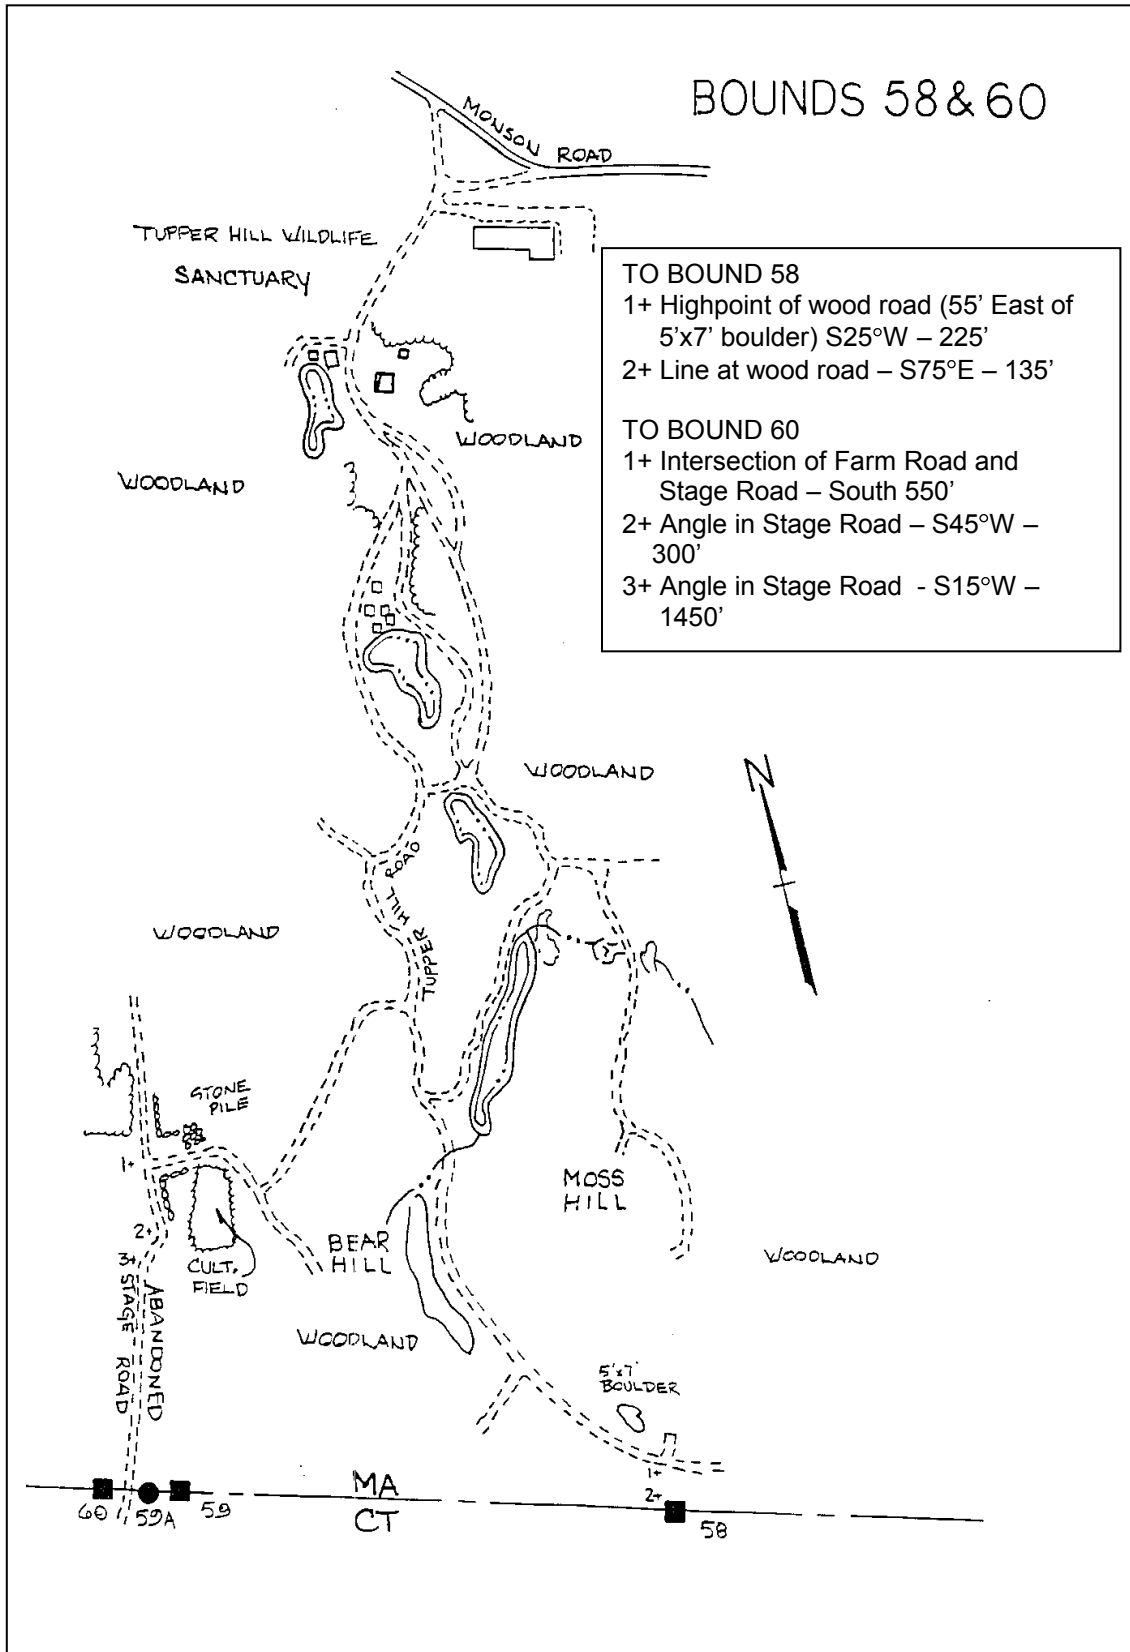 BOUNDS 58 & 60
MONSON ROAD
TUPPER HILL WILDLIFE
SANCTUARY
TO BOUND 58
1+ Highpoint of wood road (55’ East of
5’x7’ boulder) S25°W – 225’
2+ Line at wood road – S75°E – 135’
TO BOUND 60
1+ Intersection of Farm Road and
Stage Road – South 550’
2+ Angle in Stage Road – S45°W –
300’
3+ Angle in Stage Road - S15°W –
1450’
WOODLAND
WOODLAND
WOODLAND
N
TUPPER HILL ROAD
WOODLAND
STONE
PILE
1+
MOSS
HILL
2+
BEAR
HILL
WOODLAND
3+
CULT.
FIELD
STAGE ROAD
ABANDONED
WOODLAND
5'x7'
BOULDER
1+
MA
2+
60
59A
59
CT
58